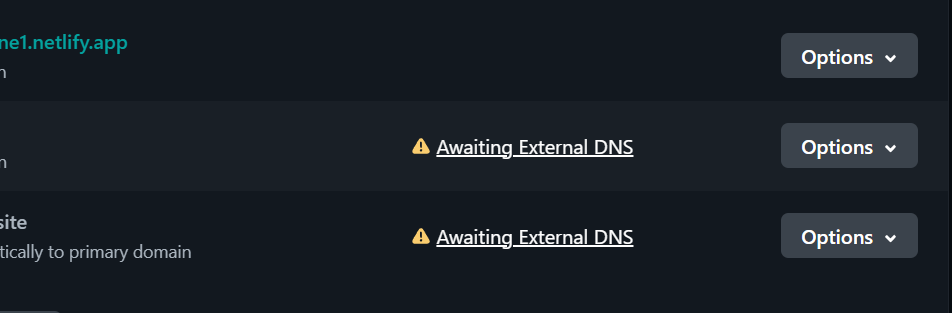 ne1.netlify.app
Options
n
Awaiting External DNS
Options
n
site
Awaiting External DNS
Options
tically to primary domain